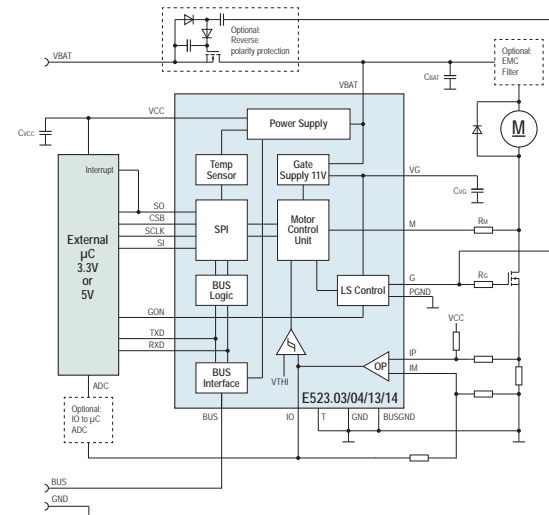 Optional:
Reverse
polarity protection
VBAT
Optional:
EMC
Filter
VBAT
CBAT
VCC
CVCC
Power Supply
M
Interrupt
Temp
Sensor
Gate
Supply 11V
VG
CVG
SO
CSB
SCLK
SI
SPI
Motor
Control
Unit
M
RM
External
µC
3.3V
or
5V
BUS
Logic
LS Control
G
RG
PGND
GON
VCC
TXD
RXD
IP
IM
OP
BUS
Interface
VTHI
E523.03/04/13/14
ADC
Optional:
IO to µC
ADC
BUS
IO
T
GND
BUSGND
BUS
GND